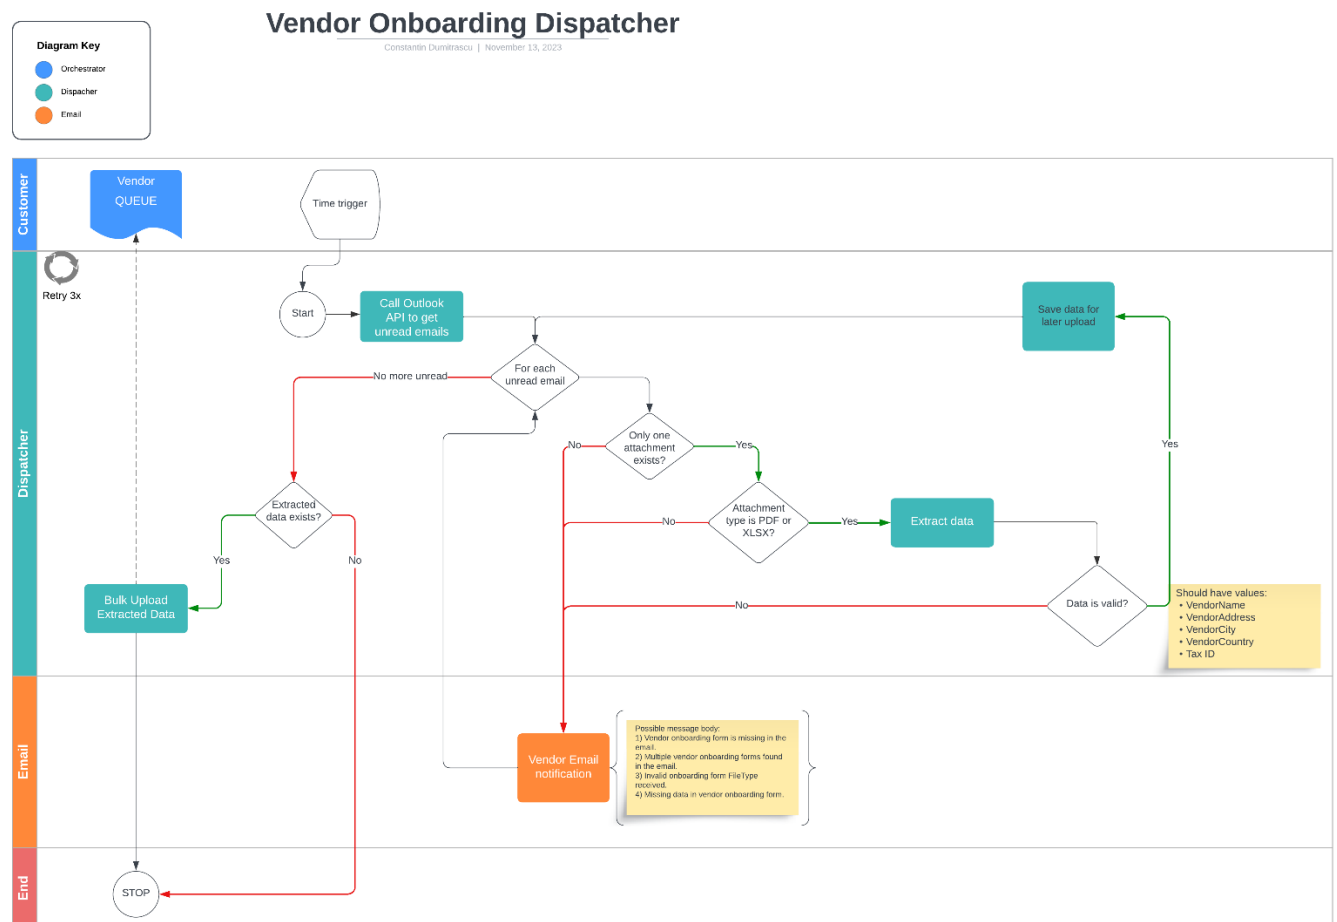 Vendor Onboarding Dispatcher
Constantin Dumitrascu | November 13, 2023
Diagram Key
Orchestrator
Dispacher
Email
Customer
Vendor
QUEUE
Time trigger
Dispatcher
Retry 3x
Start
Call Outlook
API to get
unread emails
Save data for
later upload
For each
unread email
No more unread
Only one
attachment
exists?
No
Yes
Yes
Extracted
data exists?
Attachment
type is PDF or
XLSX?
No
Yes
Extract data
Yes
No
Bulk Upload
Extracted Data
No
Data is valid?
Should have values:
• VendorName
• VendorAddress
• VendorCity
• VendorCountry
• Tax ID
Email
Vendor Email
notification
Possible message body:
1) Vendor onboarding form is missing in the
email.
2) Multiple vendor onboarding forms found
in the email.
3) Invalid onboarding form FileType
received.
4) Missing data in vendor onboarding form.
End
STOP